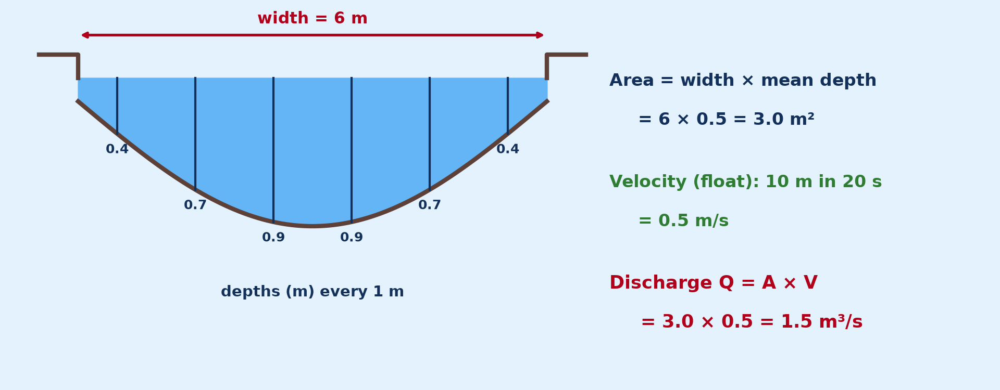 width = 6 m
0.4
0.7
0.9
0.9
0.7
0.4
depths (m) every 1 m
Area = width × mean depth
= 6 × 0.5 = 3.0 m²
Velocity (float): 10 m in 20 s
= 0.5 m/s
Discharge Q = A × V
= 3.0 × 0.5 = 1.5 m³/s